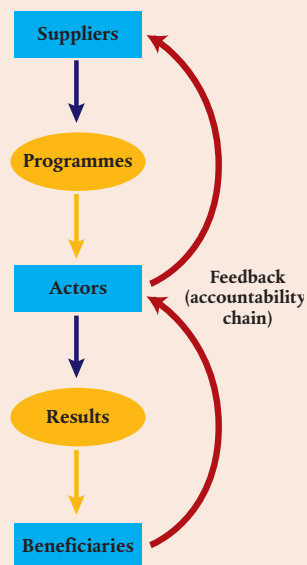 Suppliers
Programmes
Actors
Feedback
(accountability
chain)
Results
Beneficiaries